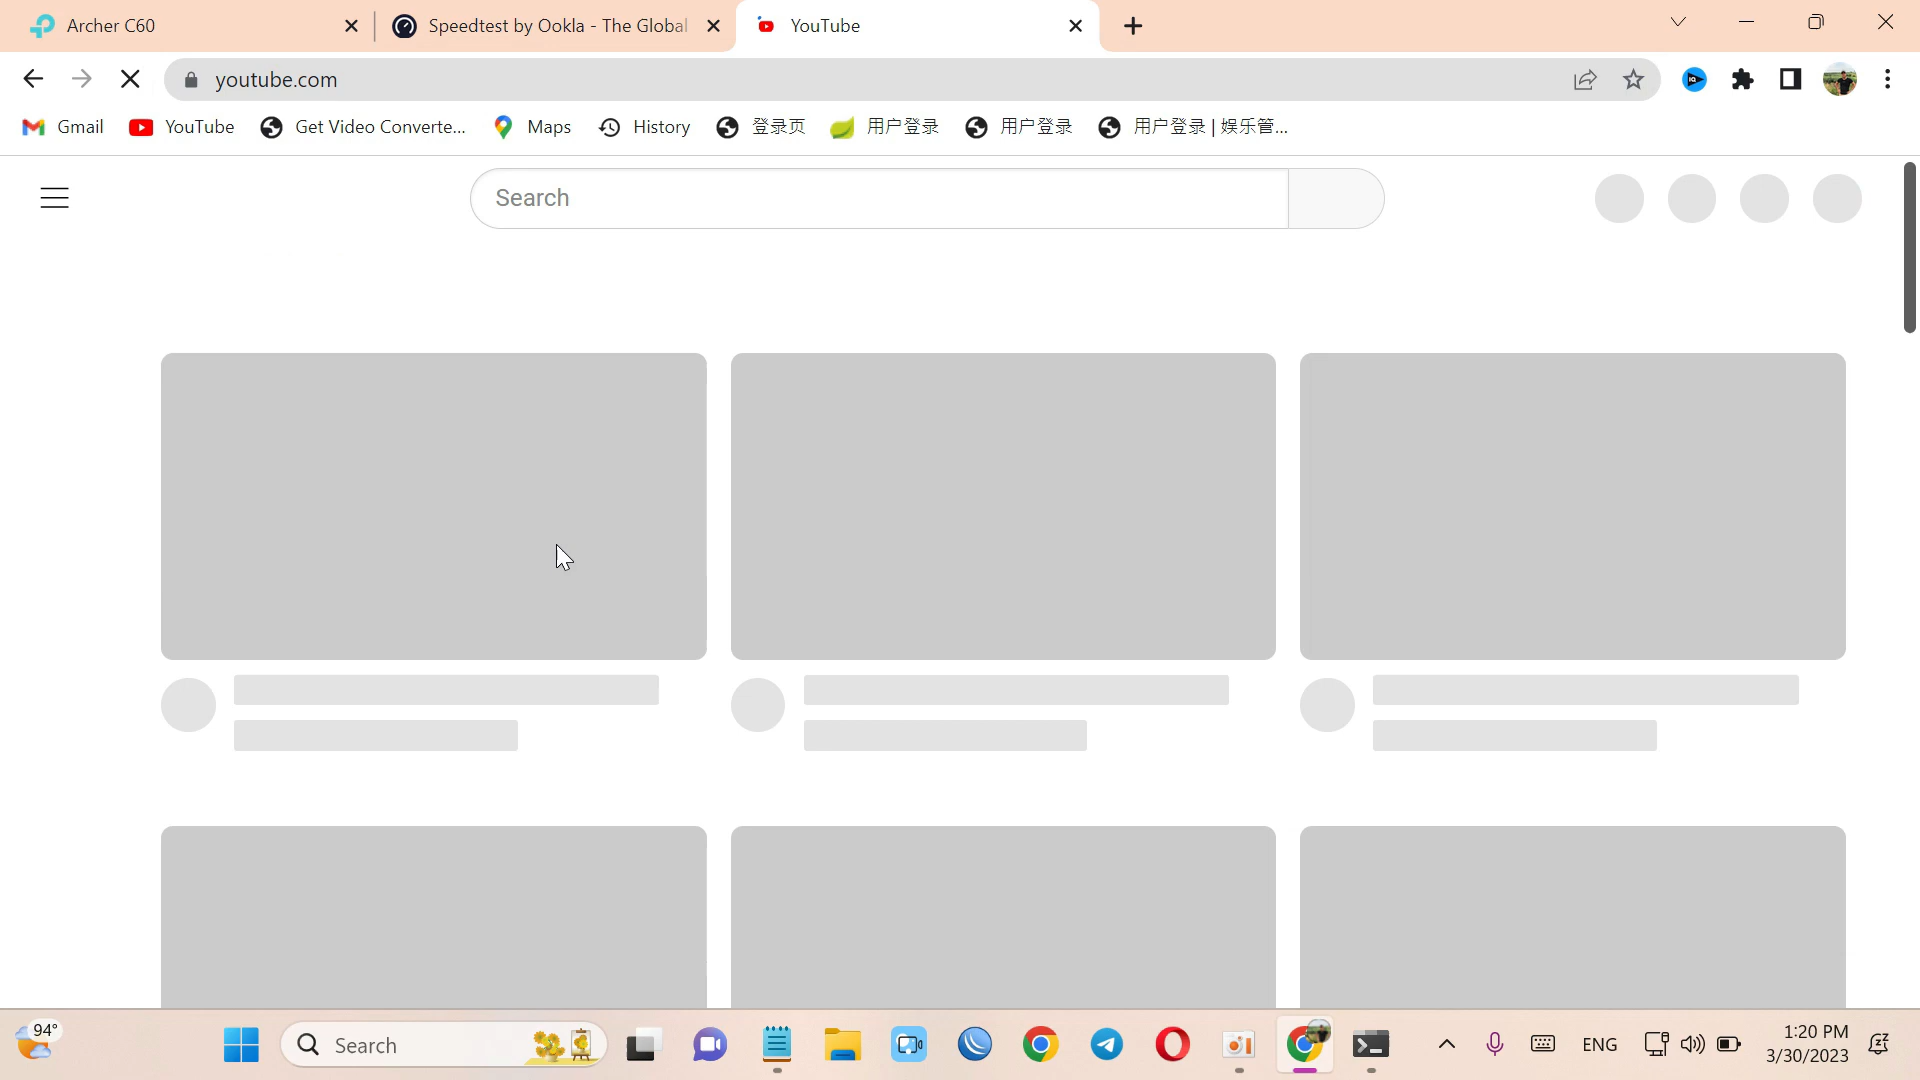 Archer C60
Speedtest by Ookla - The Global
YouTube
youtube.com
Gmail
YouTube
Get Video Converte...
Maps
History
登录页
用户登录
用户登录
用户登录 | 娱乐管...
Search
94°
Search
ENG
1:20 PM
3/30/2023